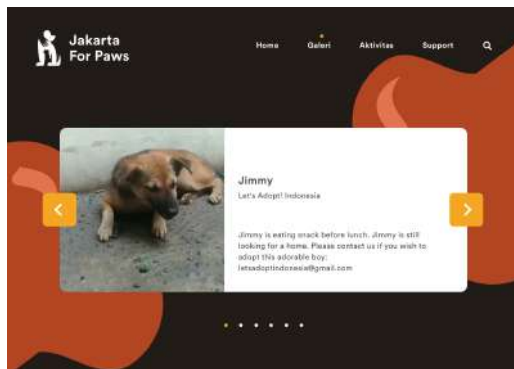 Jakarta
For Paws
Home Galeri Aktivitas Support
Jimmy
Let's Adopt! Indonesia
Jimmy is eating snack before lunch. Jimmy is still
looking for a home. Please contact us if you wish to
adopt this adorable boy:
letsadoptindonesia@gmail.com